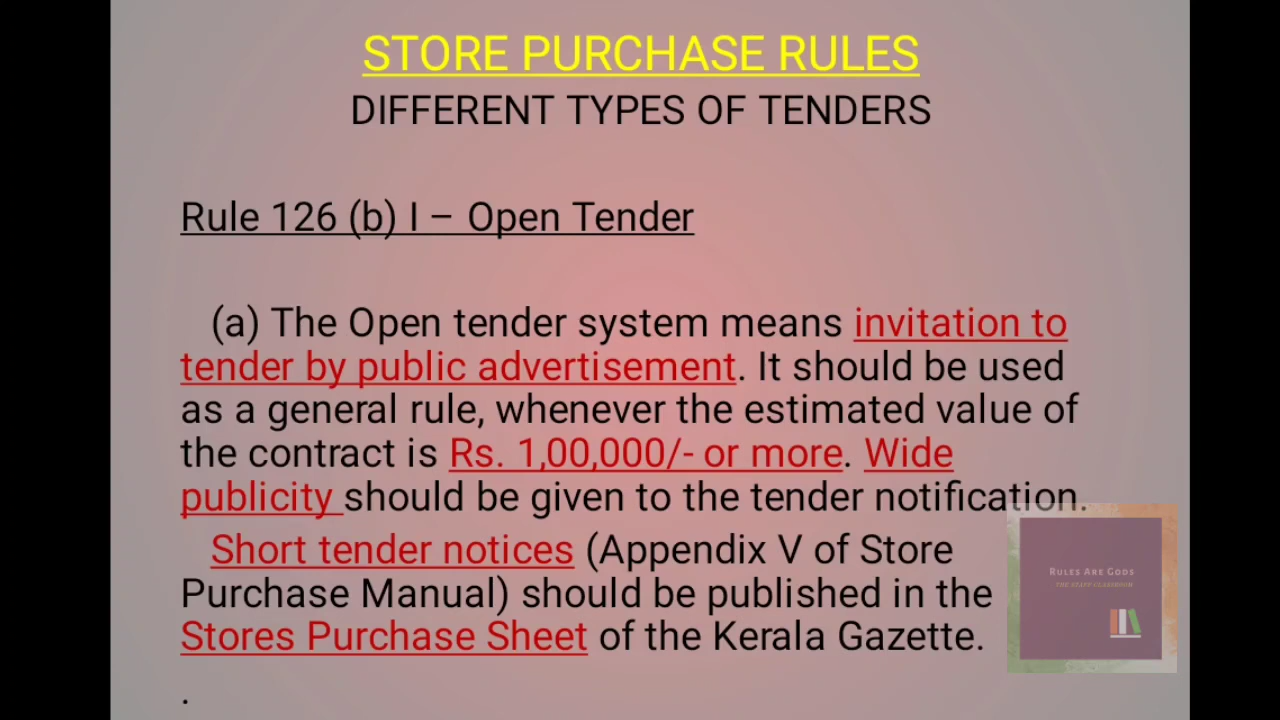 STORE PURCHASE RULES
DIFFERENT TYPES OF TENDERS
Rule 126 (b) I – Open Tender
(a) The Open tender system means invitation to
tender by public advertisement. It should be used
as a general rule, whenever the estimated value of
the contract is Rs. 1,00,000/- or more. Wide
publicity should be given to the tender notification.
Short tender notices (Appendix V of Store
Purchase Manual) should be published in the
Stores Purchase Sheet of the Kerala Gazette.
.
RULES ARE GODS